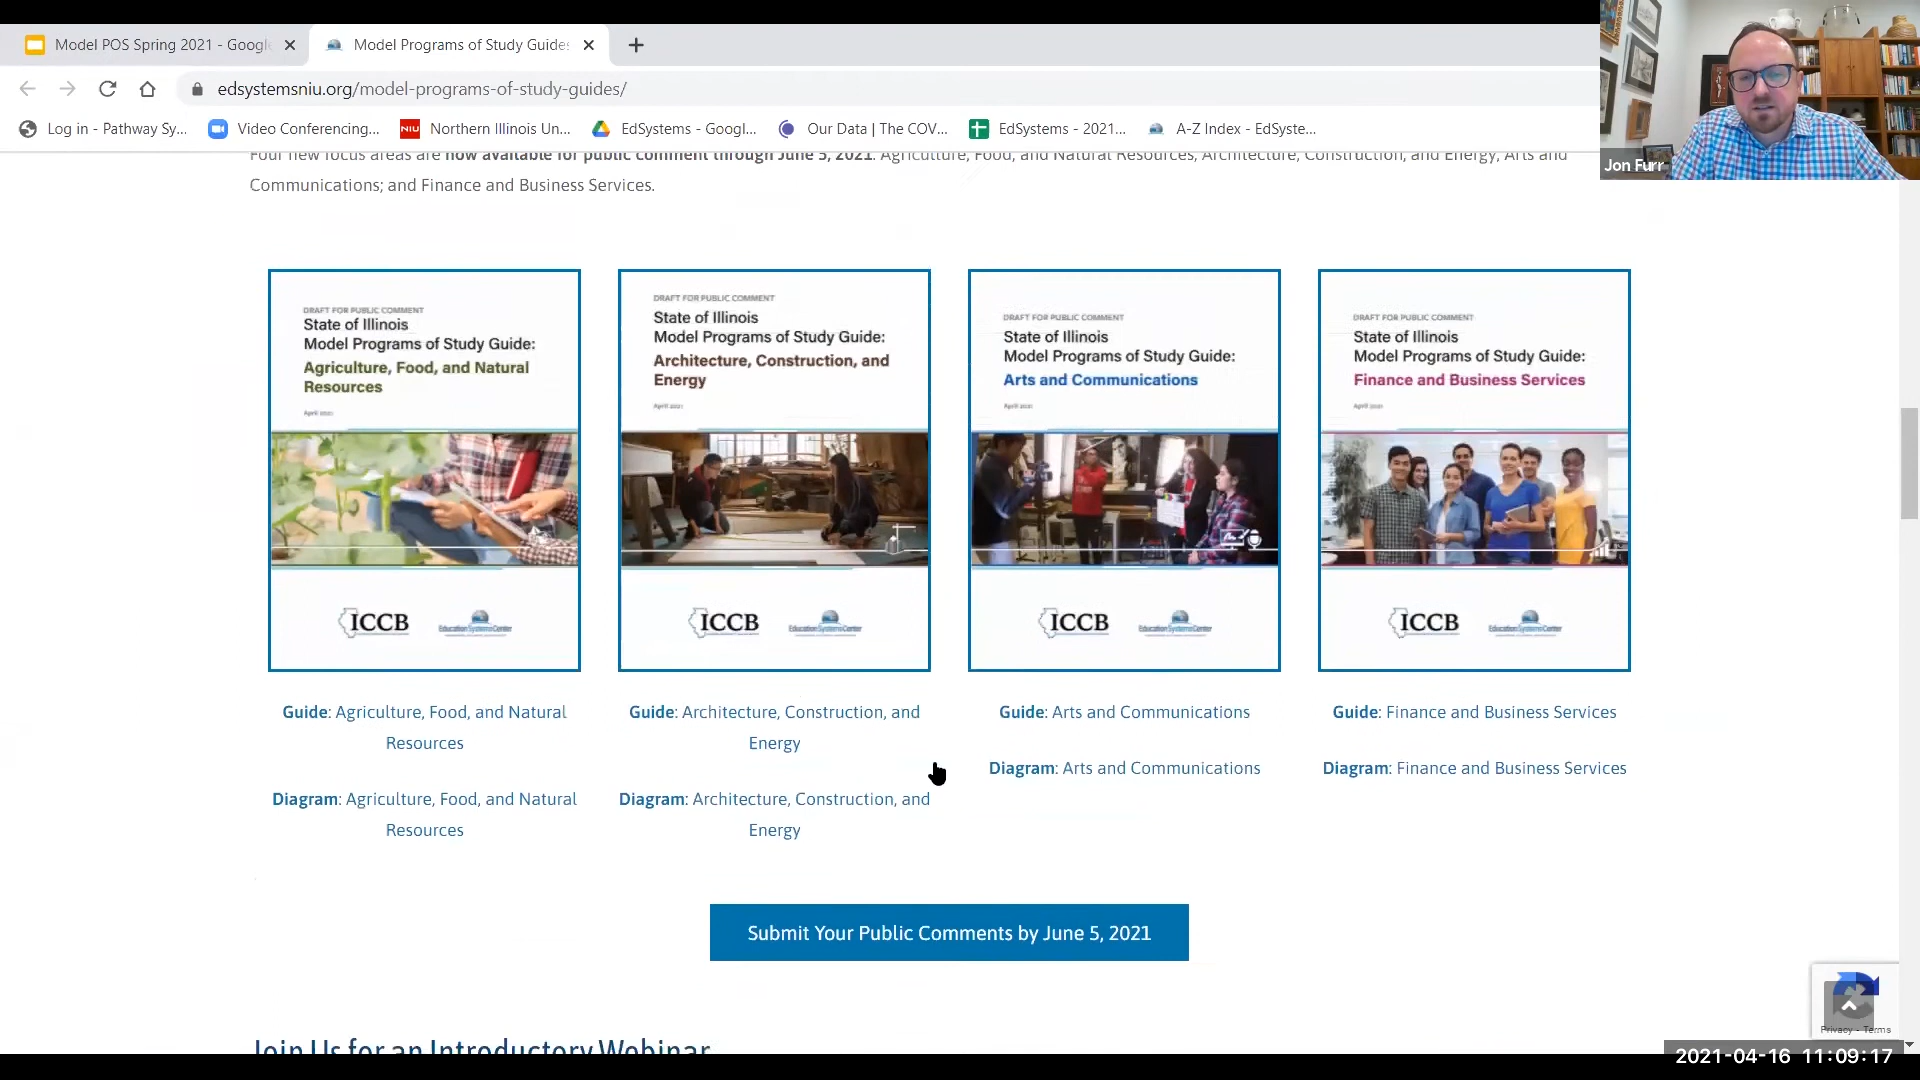 Model POS Spring 2021 - Googl
Model Programs of Study Guides
edsystemsniu.org/model-programs-of-study-guides/
Log in - Pathway Sy...
Video Conferencing...
NIU
Northern Illinois Un...
EdSystems - Googl...
Our Data | The COV...
EdSystems - 2021...
A-Z Index - EdSyste...
Jon Furr
Four new focus areas are now available for public comment through June 5, 2021: Agriculture, Food, and Natural Resources, Architecture, Construction, and Energy, Arts and
Communications; and Finance and Business Services.
DRAFT FOR PUBLIC COMMENT
State of Illinois
Model Programs of Study Guide:
Agriculture, Food, and Natural
Resources
April 2021
ICCB
Education Systems Center
DRAFT FOR PUBLIC COMMENT
State of Illinois
Model Programs of Study Guide:
Architecture, Construction, and
Energy
April 2021
ICCB
Education Systems Center
DRAFT FOR PUBLIC COMMENT
State of Illinois
Model Programs of Study Guide:
Arts and Communications
April 2021
ICCB
Education Systems Center
DRAFT FOR PUBLIC COMMENT
State of Illinois
Model Programs of Study Guide:
Finance and Business Services
April 2021
ICCB
Education Systems Center
Guide: Agriculture, Food, and Natural
Resources
Diagram: Agriculture, Food, and Natural
Resources
Guide: Architecture, Construction, and
Energy
Diagram: Architecture, Construction, and
Energy
Guide: Arts and Communications
Diagram: Arts and Communications
Guide: Finance and Business Services
Diagram: Finance and Business Services
Submit Your Public Comments by June 5, 2021
Join Us for an Introductory Webinar
Privacy - Terms
2021-04-16 11:09:17